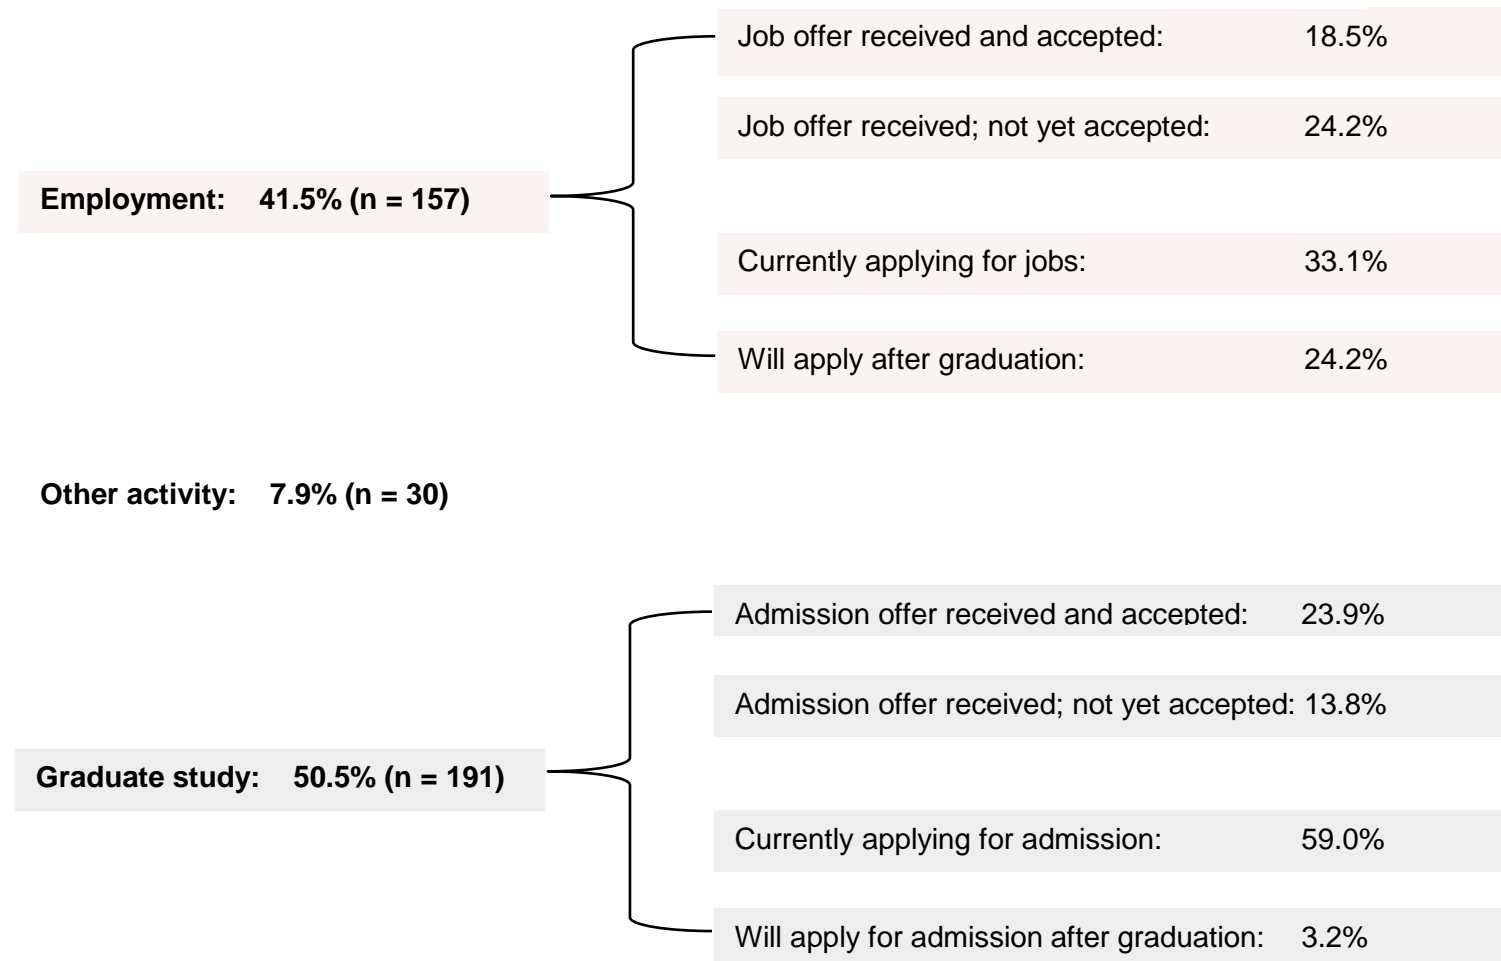 Job offer received and accepted: 18.5%
Job offer received; not yet accepted: 24.2%
Employment: 41.5% (n = 157)
Currently applying for jobs: 33.1%
Will apply after graduation: 24.2%
Other activity: 7.9% (n = 30)
Admission offer received and accepted: 23.9%
Admission offer received; not yet accepted: 13.8%
Graduate study: 50.5% (n = 191)
Currently applying for admission: 59.0%
Will apply for admission after graduation: 3.2%